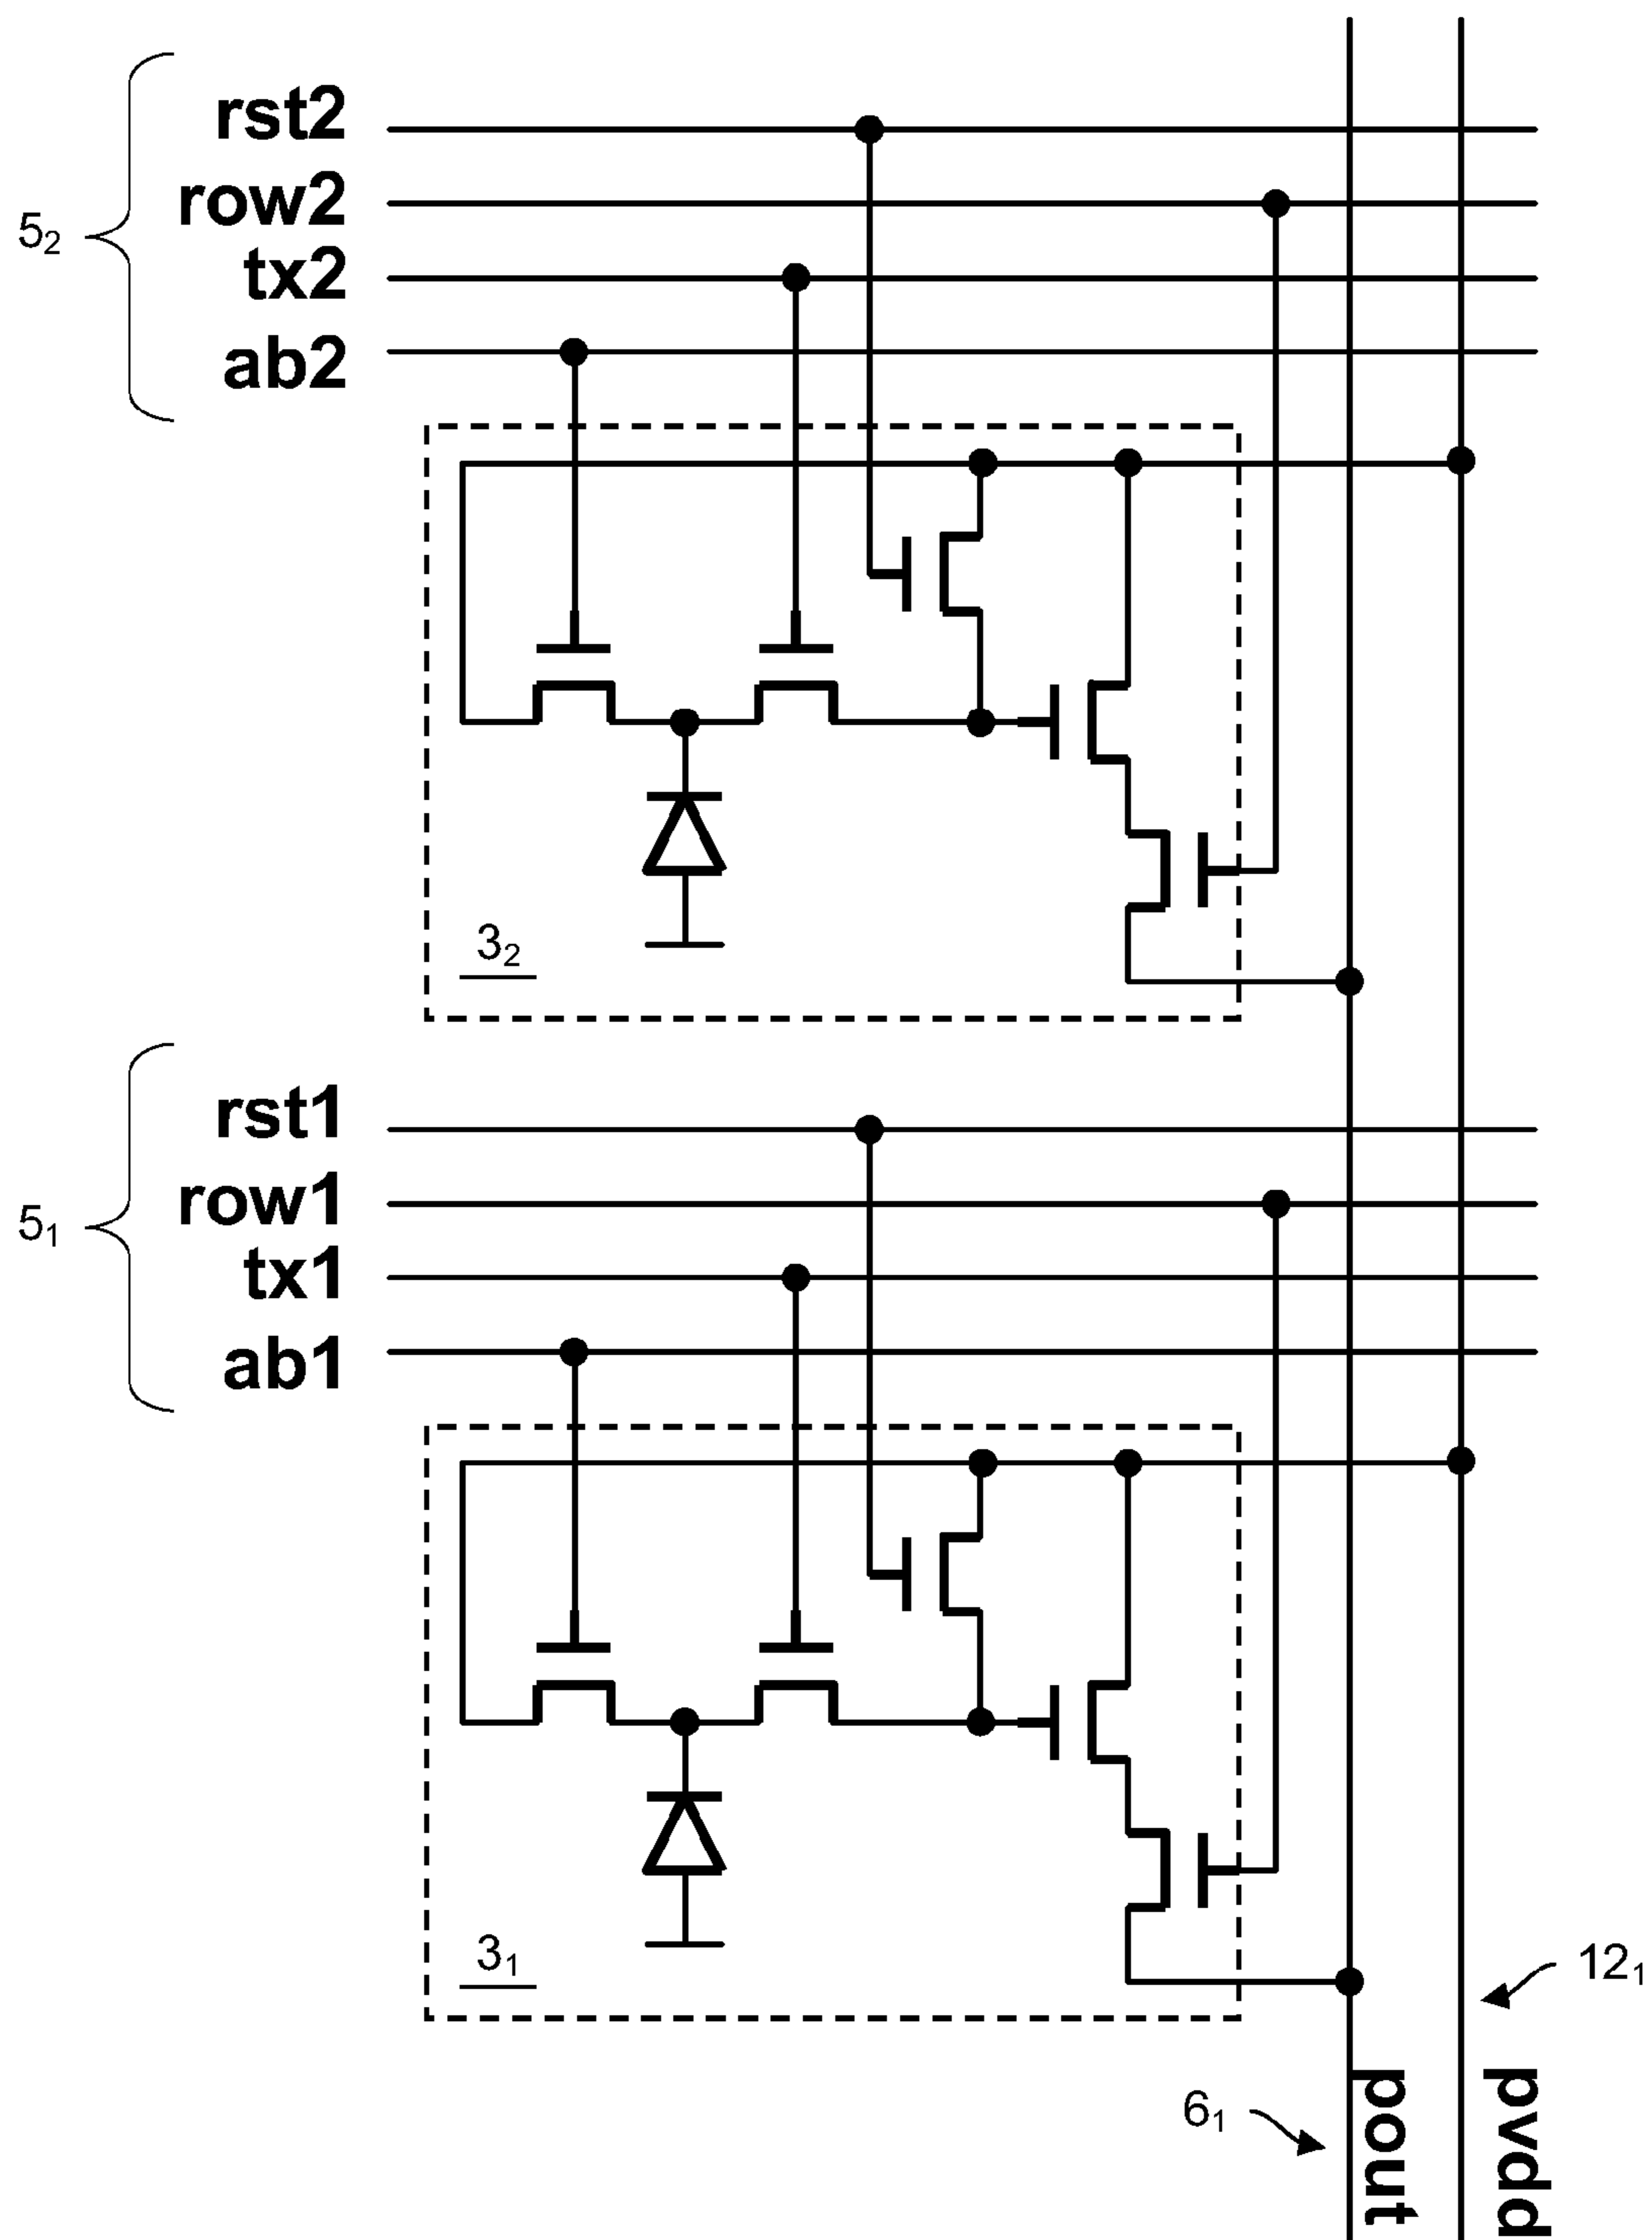 rst2
row2
5₂
tx2
ab2
3₂
rst1
row1
5₁
tx1
ab1
3₁
12₁
6₁
pout
pvdd